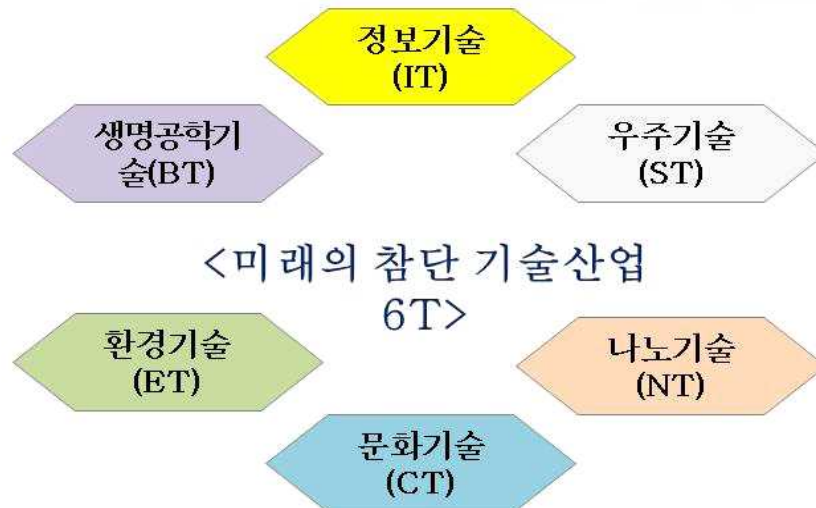 정보기술
(IT)
생명공학기
술(BT)
우주기술
(ST)
<미래의 참단 기술산업
6T>
환경기술
(ET)
나노기술
(NT)
문화기술
(CT)